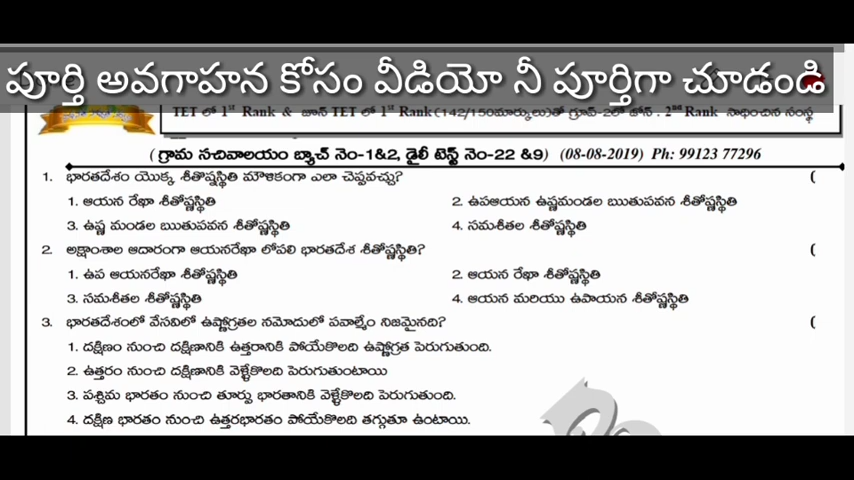 పూర్తి అవగాహన కోసం వీడియో నీ పూర్తిగా చూడండి
TET లో 1st Rank & జూన్ TET లో 1st Rank (142/150మార్కులు)తో గ్రూప్-2లో జోన్ . 2nd Rank సాధించిన సంస్థ
( గ్రామ సచివాలయం బ్యాచ్ నెం-1&2, డైలీ టెస్ట్ నెం-22 &9) (08-08-2019) Ph: 99123 77296
1. భారతదేశం యొక్క శీతోష్ణస్థితి మౌళికంగా ఎలా చెప్పవచ్చు? (
1. ఆయన రేఖా శీతోష్ణస్థితి 2. ఉపఆయన ఉష్ణమండల ఋతుపవన శీతోష్ణస్థితి
3. ఉష్ణ మండల ఋతుపవన శీతోష్ణస్థితి 4. సమశీతల శీతోష్ణస్థితి
2. అక్షాంశాల ఆదారంగా ఆయనరేఖా లోపలి భారతదేశ శీతోష్ణస్థితి? (
1. ఉప ఆయనరేఖా శీతోష్ణస్థితి 2. ఆయన రేఖా శీతోష్ణస్థితి
3. సమశీతల శీతోష్ణస్థితి 4. ఆయన మరియు ఉపాయన శీతోష్ణస్థితి
3. భారతదేశంలో వేసవిలో ఉష్ణోగ్రతల నమోదులో పవాల్మేం నిజమైనది? (
1. దక్షిణం నుంచి దక్షిణానికి ఉత్తరానికి పోయేకొలది ఉష్ణోగ్రత పెరుగుతుంది.
2. ఉత్తరం నుంచి దక్షిణానికి వెళ్ళేకొలది పెరుగుతుంటాయి
3. పశ్చిమ భారతం నుంచి తూర్పు భారతానికి వెళ్ళేకొలది పెరుగుతుంది.
4. దక్షిణ భారతం నుంచి ఉత్తరభారతం పోయేకొలది తగ్గుతూ ఉంటాయి.